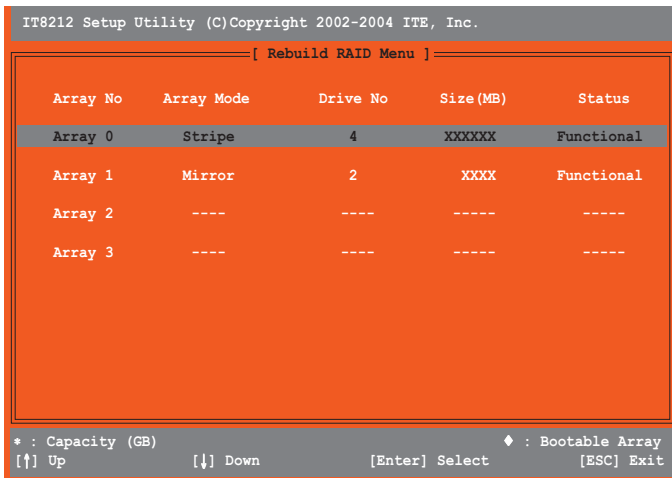 IT8212 Setup Utility (C)Copyright 2002-2004 ITE, Inc.
[ Rebuild RAID Menu ]
Array No Array Mode Drive No Size(MB) Status
Array 0 Stripe 4 XXXXXX Functional
Array 1 Mirror 2 XXXX Functional
Array 2 ---- ---- ----- -----
Array 3 ---- ---- ----- -----
* : Capacity (GB) ♦ : Bootable Array
[↑] Up [↓] Down [Enter] Select [ESC] Exit